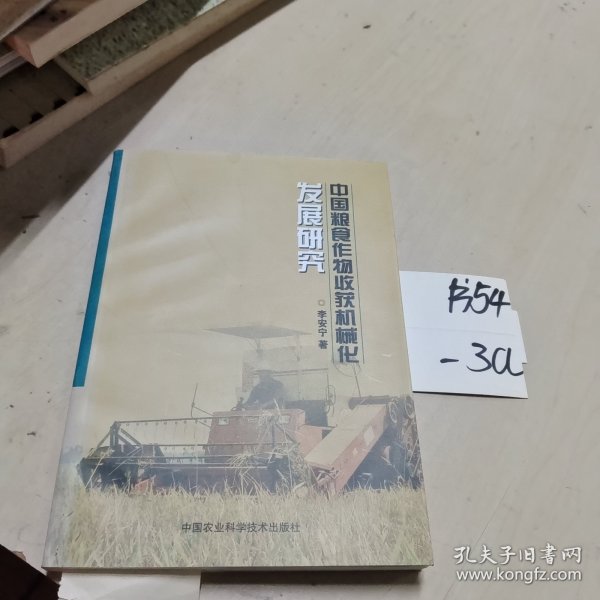 中国粮食作物收获机械化
发展研究
李安宁 著
中国农业科学技术出版社
54
-3a
孔夫子旧书网
www.kongfz.com